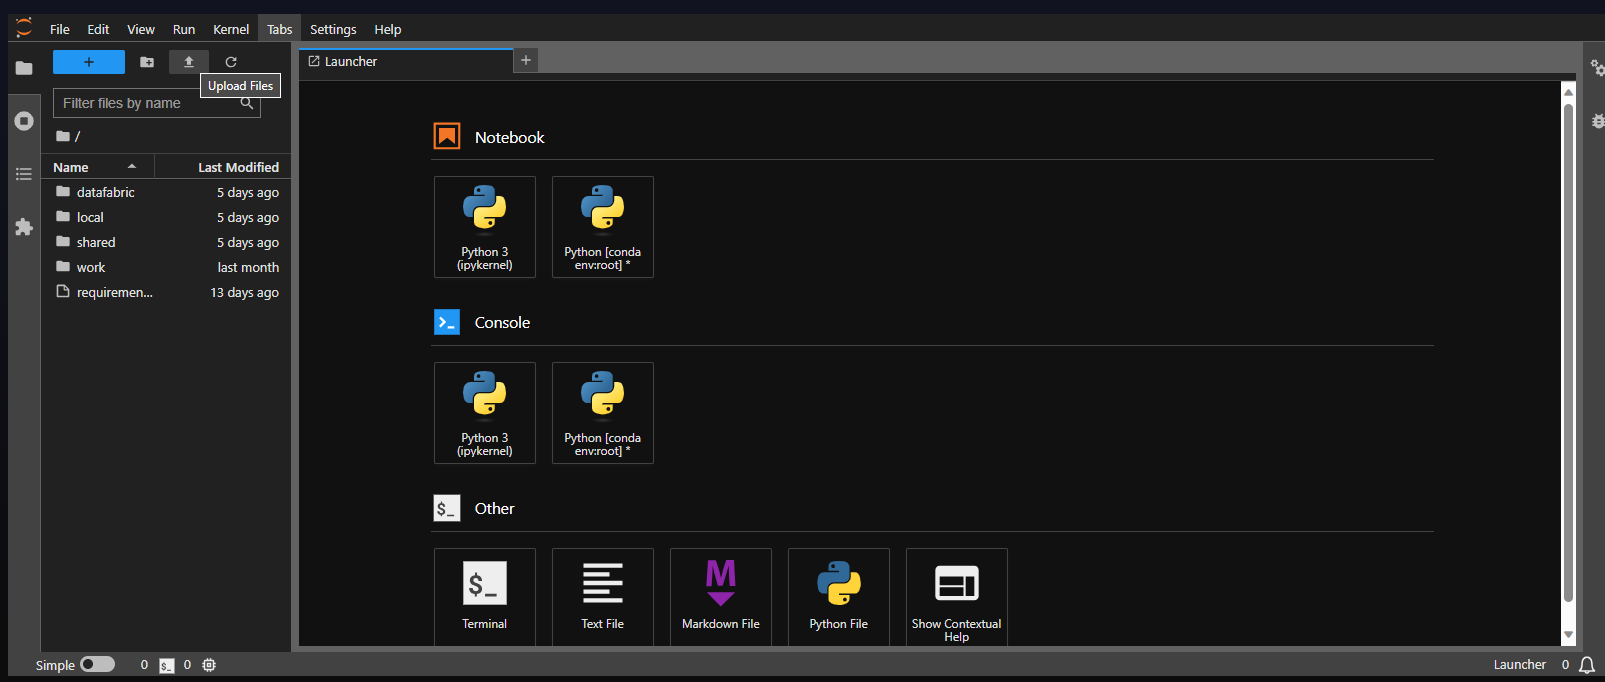 File Edit View Run Kernel Tabs Settings Help
+
Upload Files
Filter files by name
/
Name Last Modified
datafabric 5 days ago
local 5 days ago
shared 5 days ago
work last month
requiremen... 13 days ago
Launcher +
Notebook
Python 3
(ipykernel)
Python [conda
env:root] *
Console
Python 3
(ipykernel)
Python [conda
env:root] *
$_ Other
$_
Terminal
Text File
M
Markdown File
Python File
Show Contextual
Help
Simple 0 $_ 0
Launcher 0